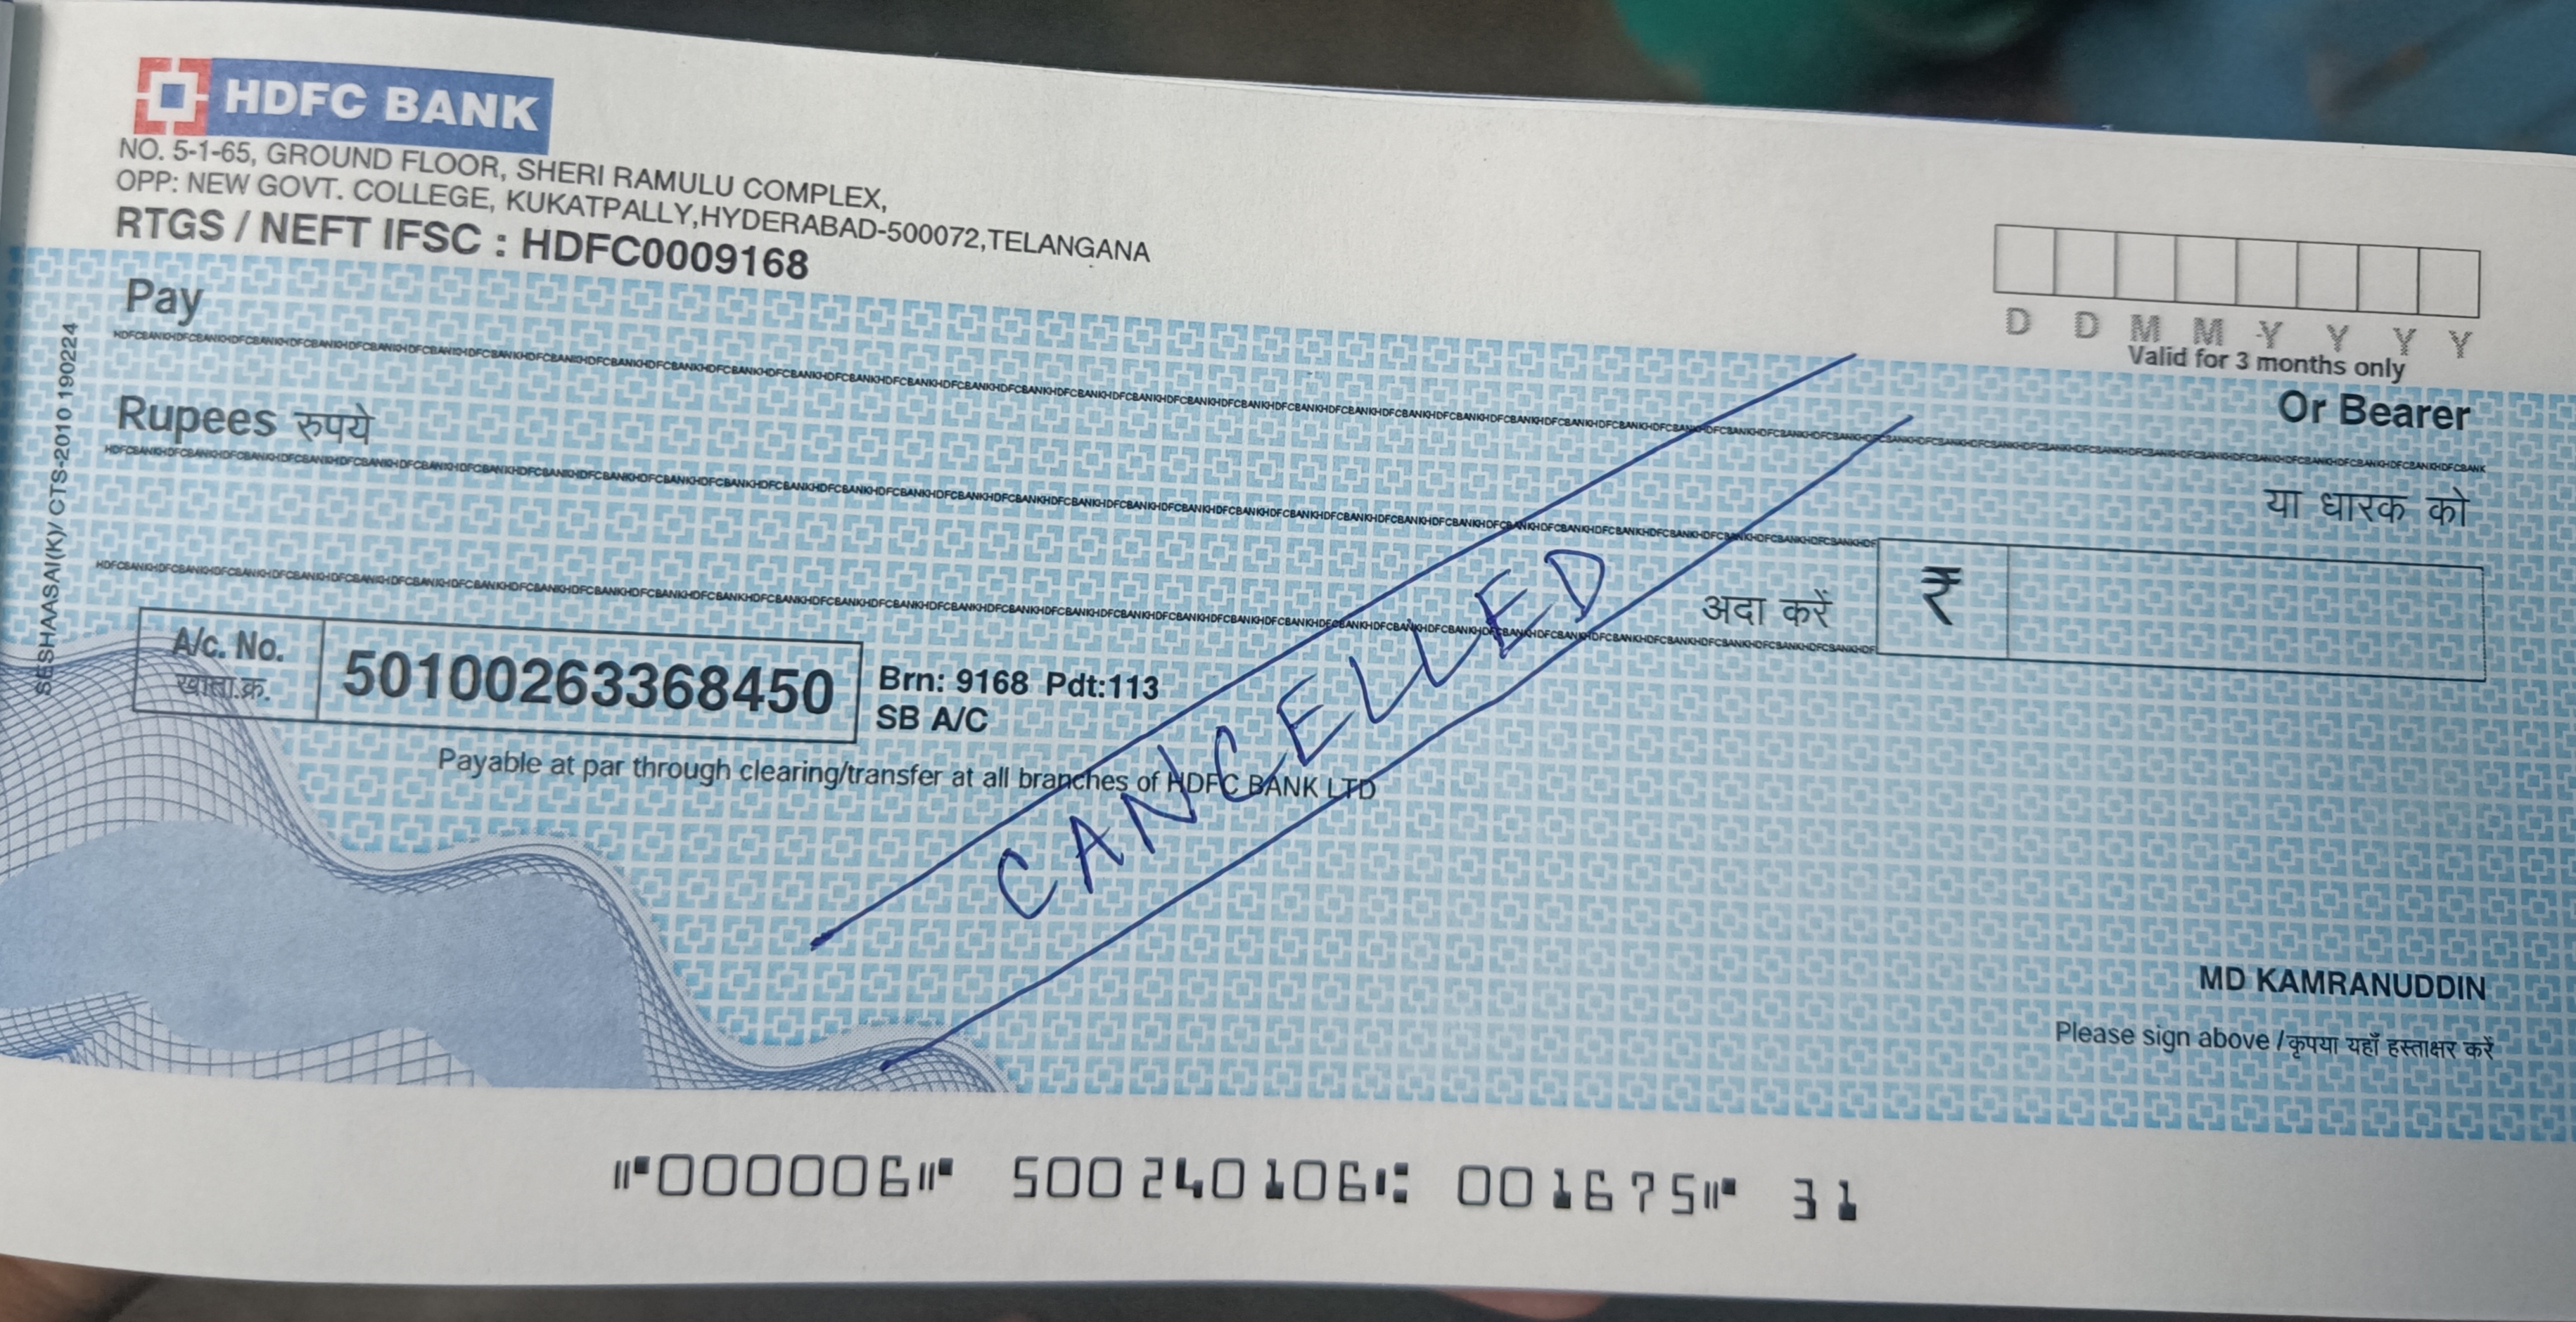 HDFC BANK
NO. 5-1-65, GROUND FLOOR, SHERI RAMULU COMPLEX,
OPP: NEW GOVT. COLLEGE, KUKATPALLY,HYDERABAD-500072,TELANGANA
RTGS / NEFT IFSC : HDFC0009168
D D M M Y Y Y Y
Valid for 3 months only
Pay
Or Bearer
या धारक को
Rupees रुपये
अदा करें
₹
A/c. No.
खाता.क्र.
50100263368450
Brn: 9168 Pdt:113
SB A/C
Payable at par through clearing/transfer at all branches of HDFC BANK LTD
CANCELLED
MD KAMRANUDDIN
Please sign above / कृपया यहाँ हस्ताक्षर करें
SESHAASAI(K)/ CTS-2010 190224
⑈000006⑈ 500240106⑆ 001675⑈ 31